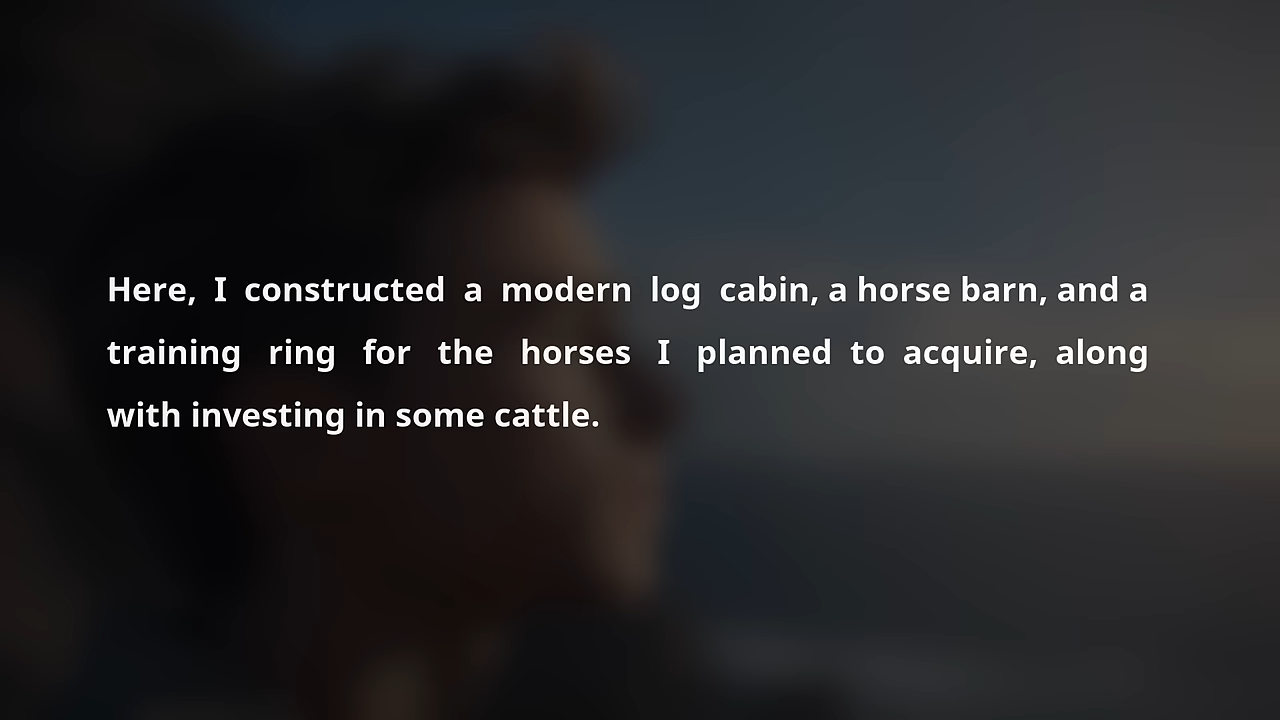 Here, I constructed a modern log cabin, a horse barn, and a
training ring for the horses I planned to acquire, along
with investing in some cattle.